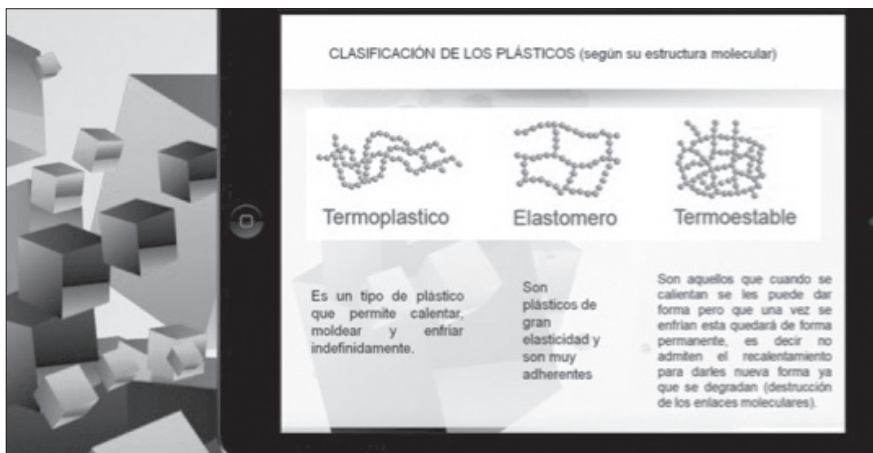 CLASIFICACIÓN DE LOS PLÁSTICOS (según su estructura molecular)
Termoplastico
Elastomero
Termoestable
Es un tipo de plástico
que permite calentar,
moldear y enfriar
indefinidamente.
Son
plásticos de
gran
elasticidad y
son muy
adherentes
Son aquellos que cuando se
calientan se les puede dar
forma pero que una vez se
enfrían esta quedará de forma
permanente, es decir no
admiten el recalentamiento
para darles nueva forma ya
que se degradan (destrucción
de los enlaces moleculares).